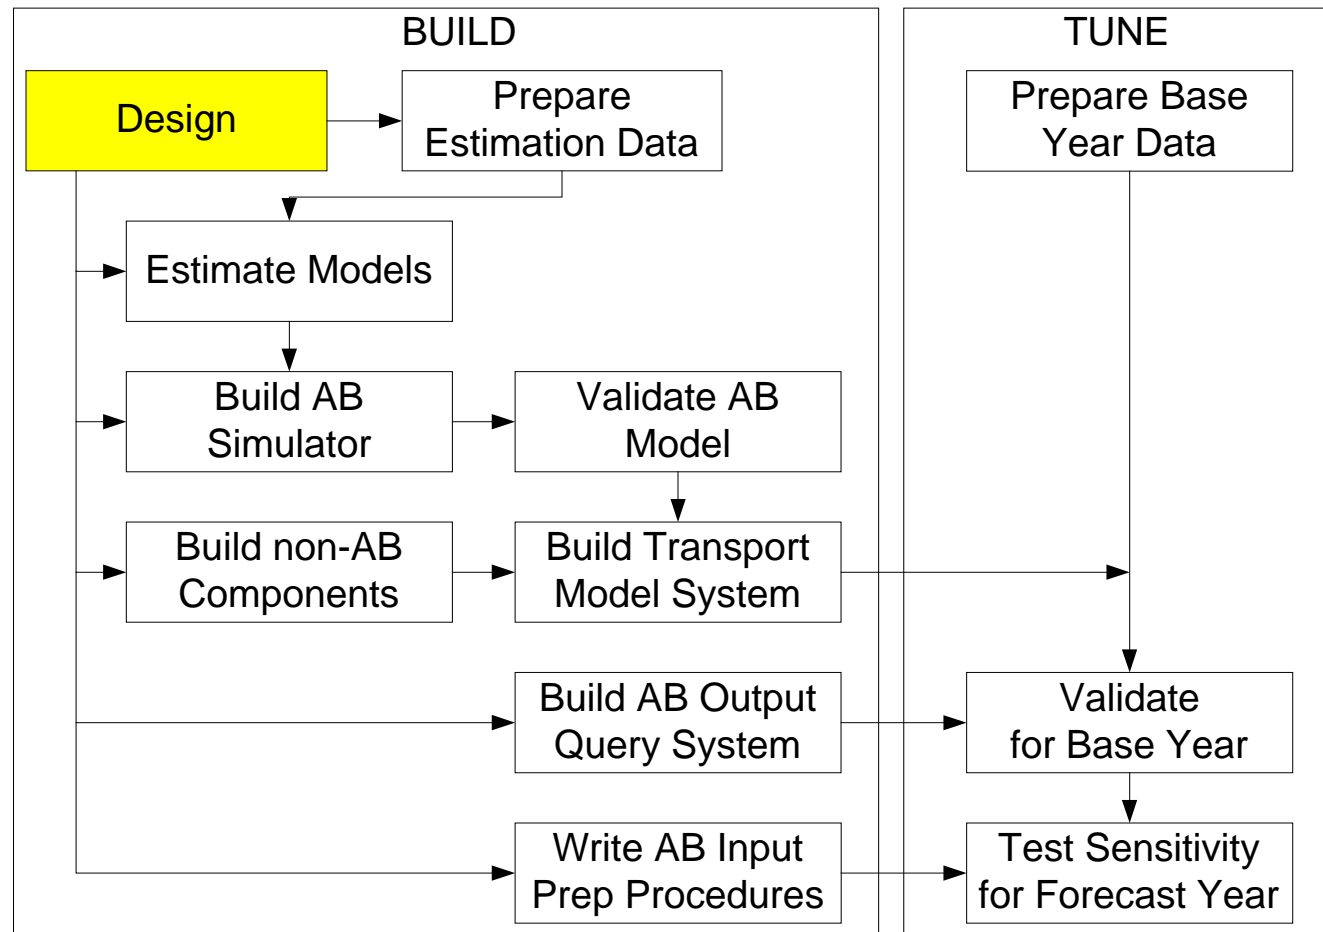 BUILD
TUNE
Design
Prepare
Estimation Data
Prepare Base
Year Data
Estimate Models
Build AB
Simulator
Validate AB
Model
Build non-AB
Components
Build Transport
Model System
Build AB Output
Query System
Validate
for Base Year
Write AB Input
Prep Procedures
Test Sensitivity
for Forecast Year